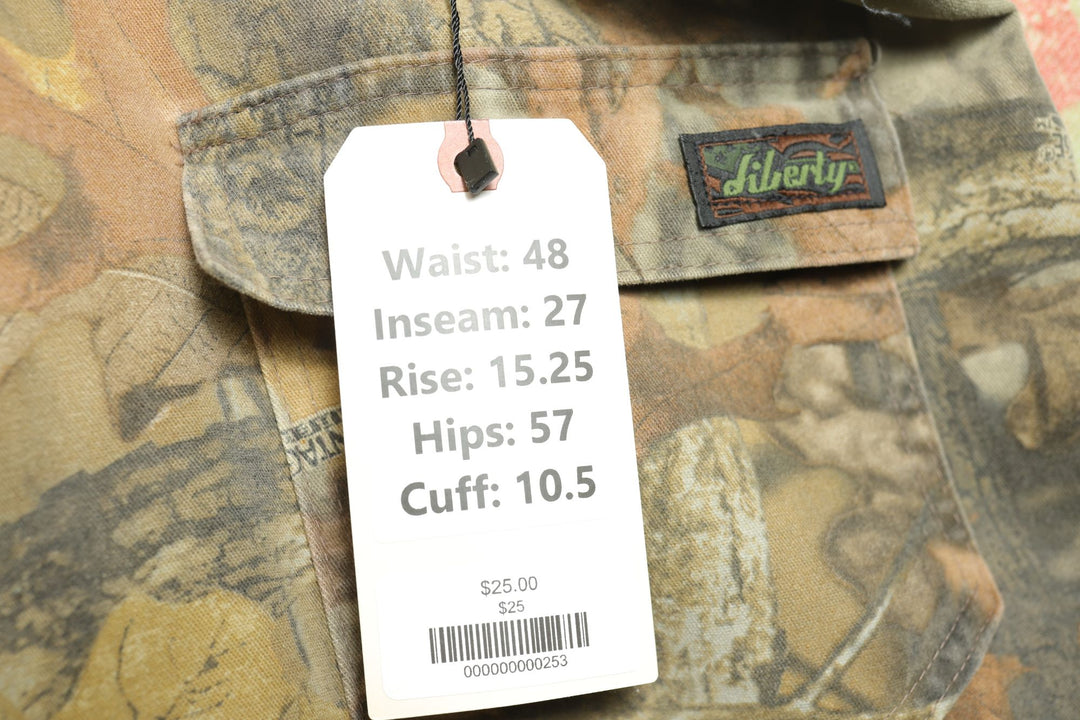 Liberty
Waist: 48
Inseam: 27
Rise: 15.25
Hips: 57
Cuff: 10.5
$25.00
$25
000000000253